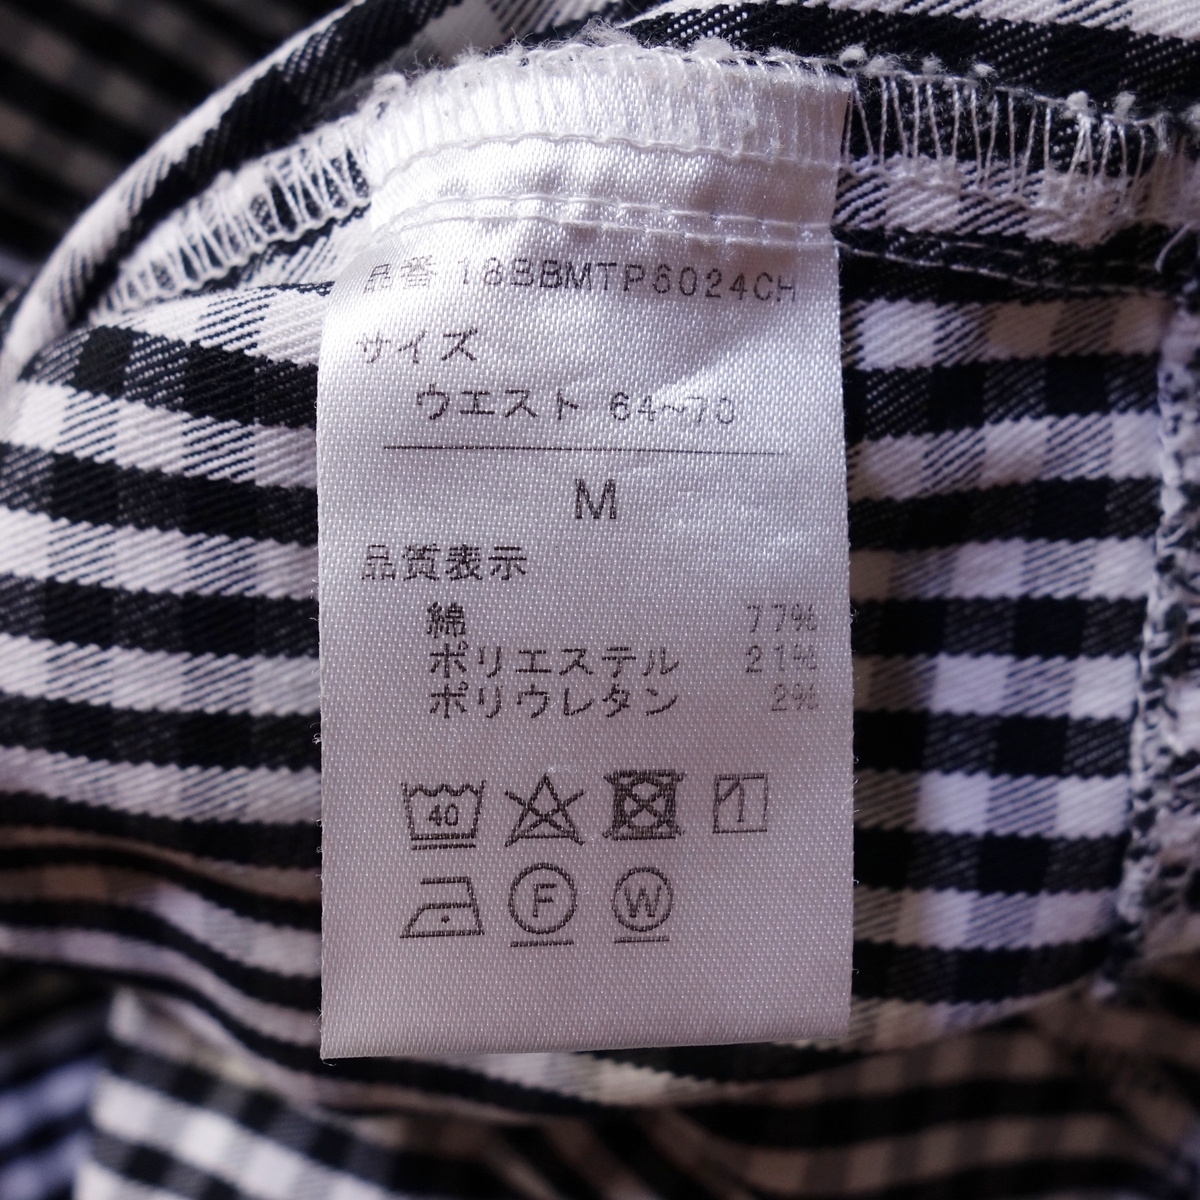 品番 18BBMTP6024CH
サイズ
ウエスト 64~70
M
品質表示
綿 77%
ポリエステル 21%
ポリウレタン 2%
40
F W